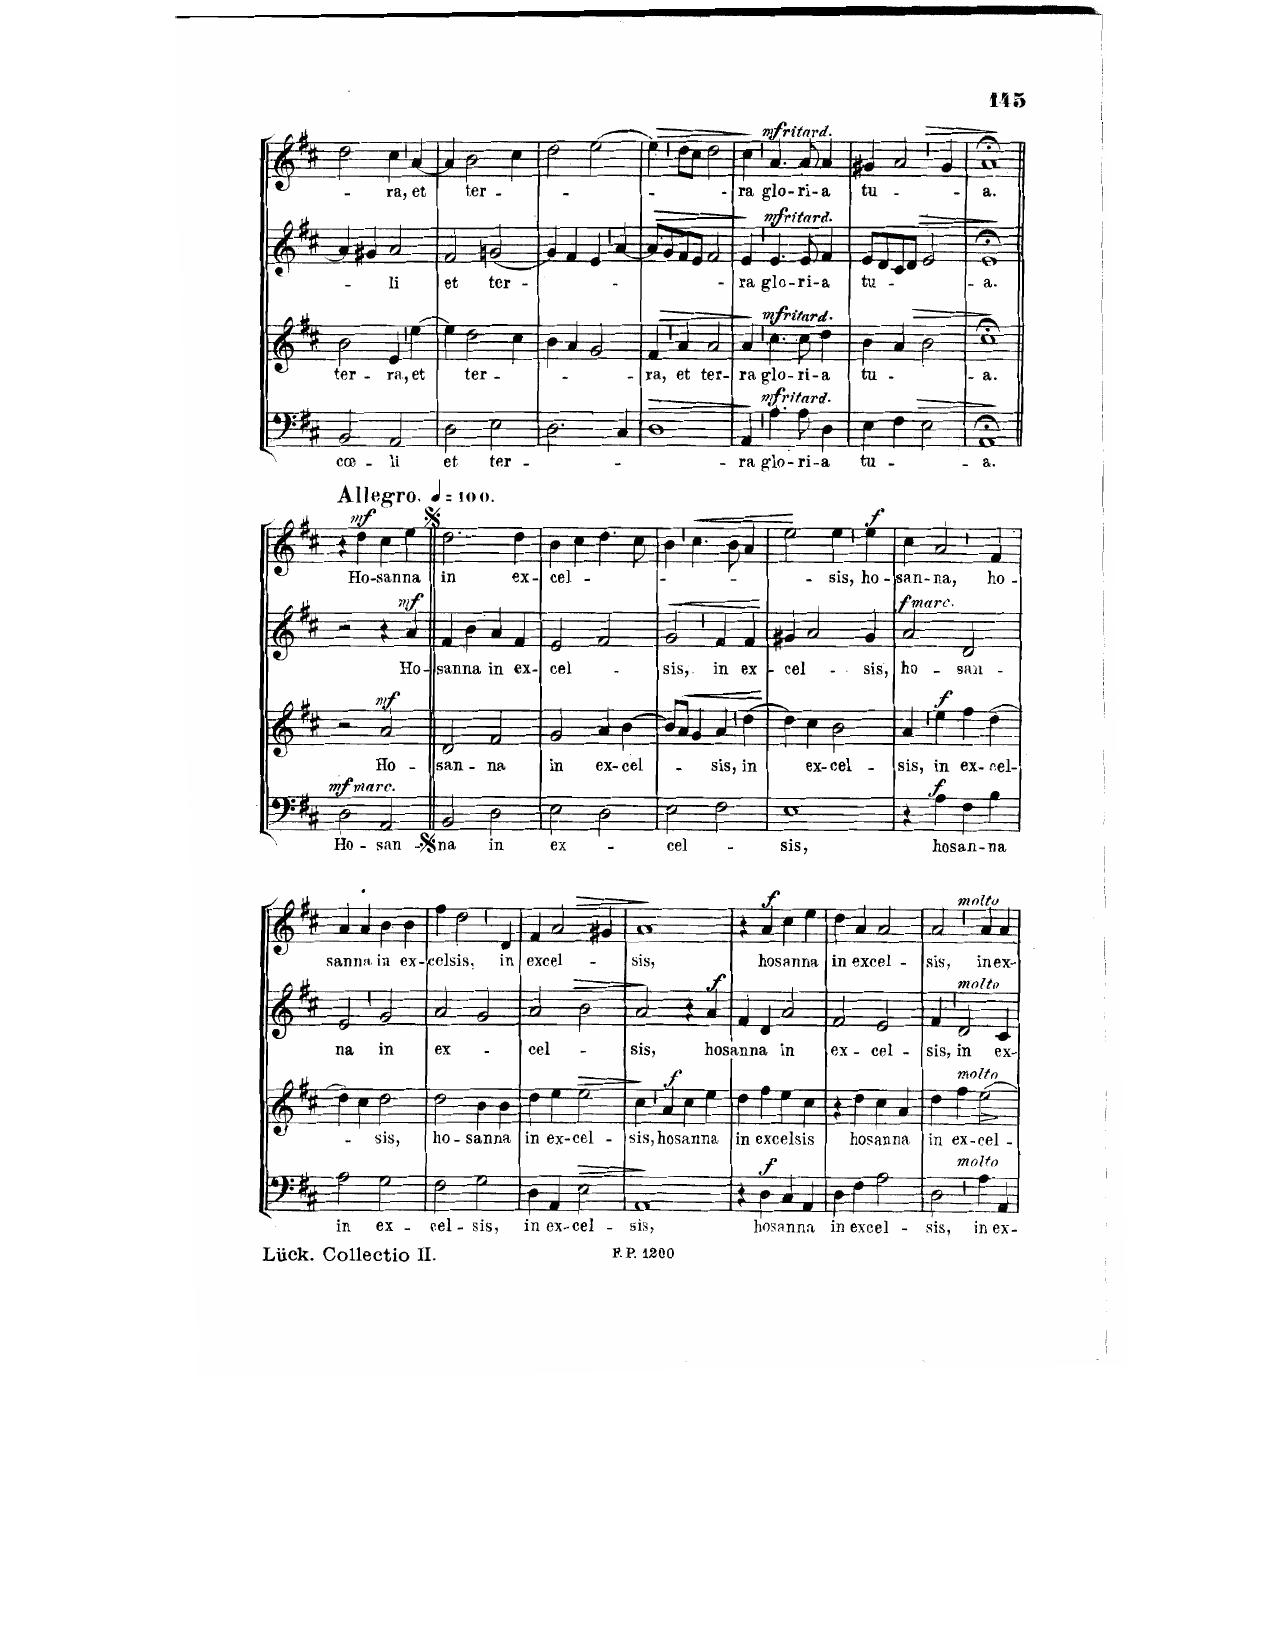 145
mf ritard.
- ra, et ter - - - - ra glo-ri-a tu - - a.
mf ritard.
- li et ter - - - ra glo-ri-a tu - - a.
mf ritard.
ter - ra, et ter - - - ra, et ter- ra glo-ri-a tu - - a.
mf ritard.
cœ - li et ter - - - ra glo-ri-a tu - - a.
Allegro. = 100.
mf f
Ho-sanna in ex- cel - - - - sis, ho- san-na, ho-
mf f marc.
Ho- sanna in ex- cel - sis, in ex - cel - sis, ho - san -
mf f
Ho - san - na in ex-cel - sis, in ex-cel - sis, in ex-cel-
mf marc. f
Ho - san - na in ex - cel - sis, hosan-na
f molto
sanna in ex- celsis, in excel - sis, hosanna in excel - sis, in ex-
f molto
na in ex - cel - sis, hosanna in ex - cel - sis, in ex-
f molto
- sis, ho - sanna in ex-cel - sis, hosanna in excelsis hosanna in ex-cel -
f molto
in ex - cel - sis, in ex-cel - sis, hosanna in excel - sis, in ex-
Lück. Collectio II. F. P. 1200